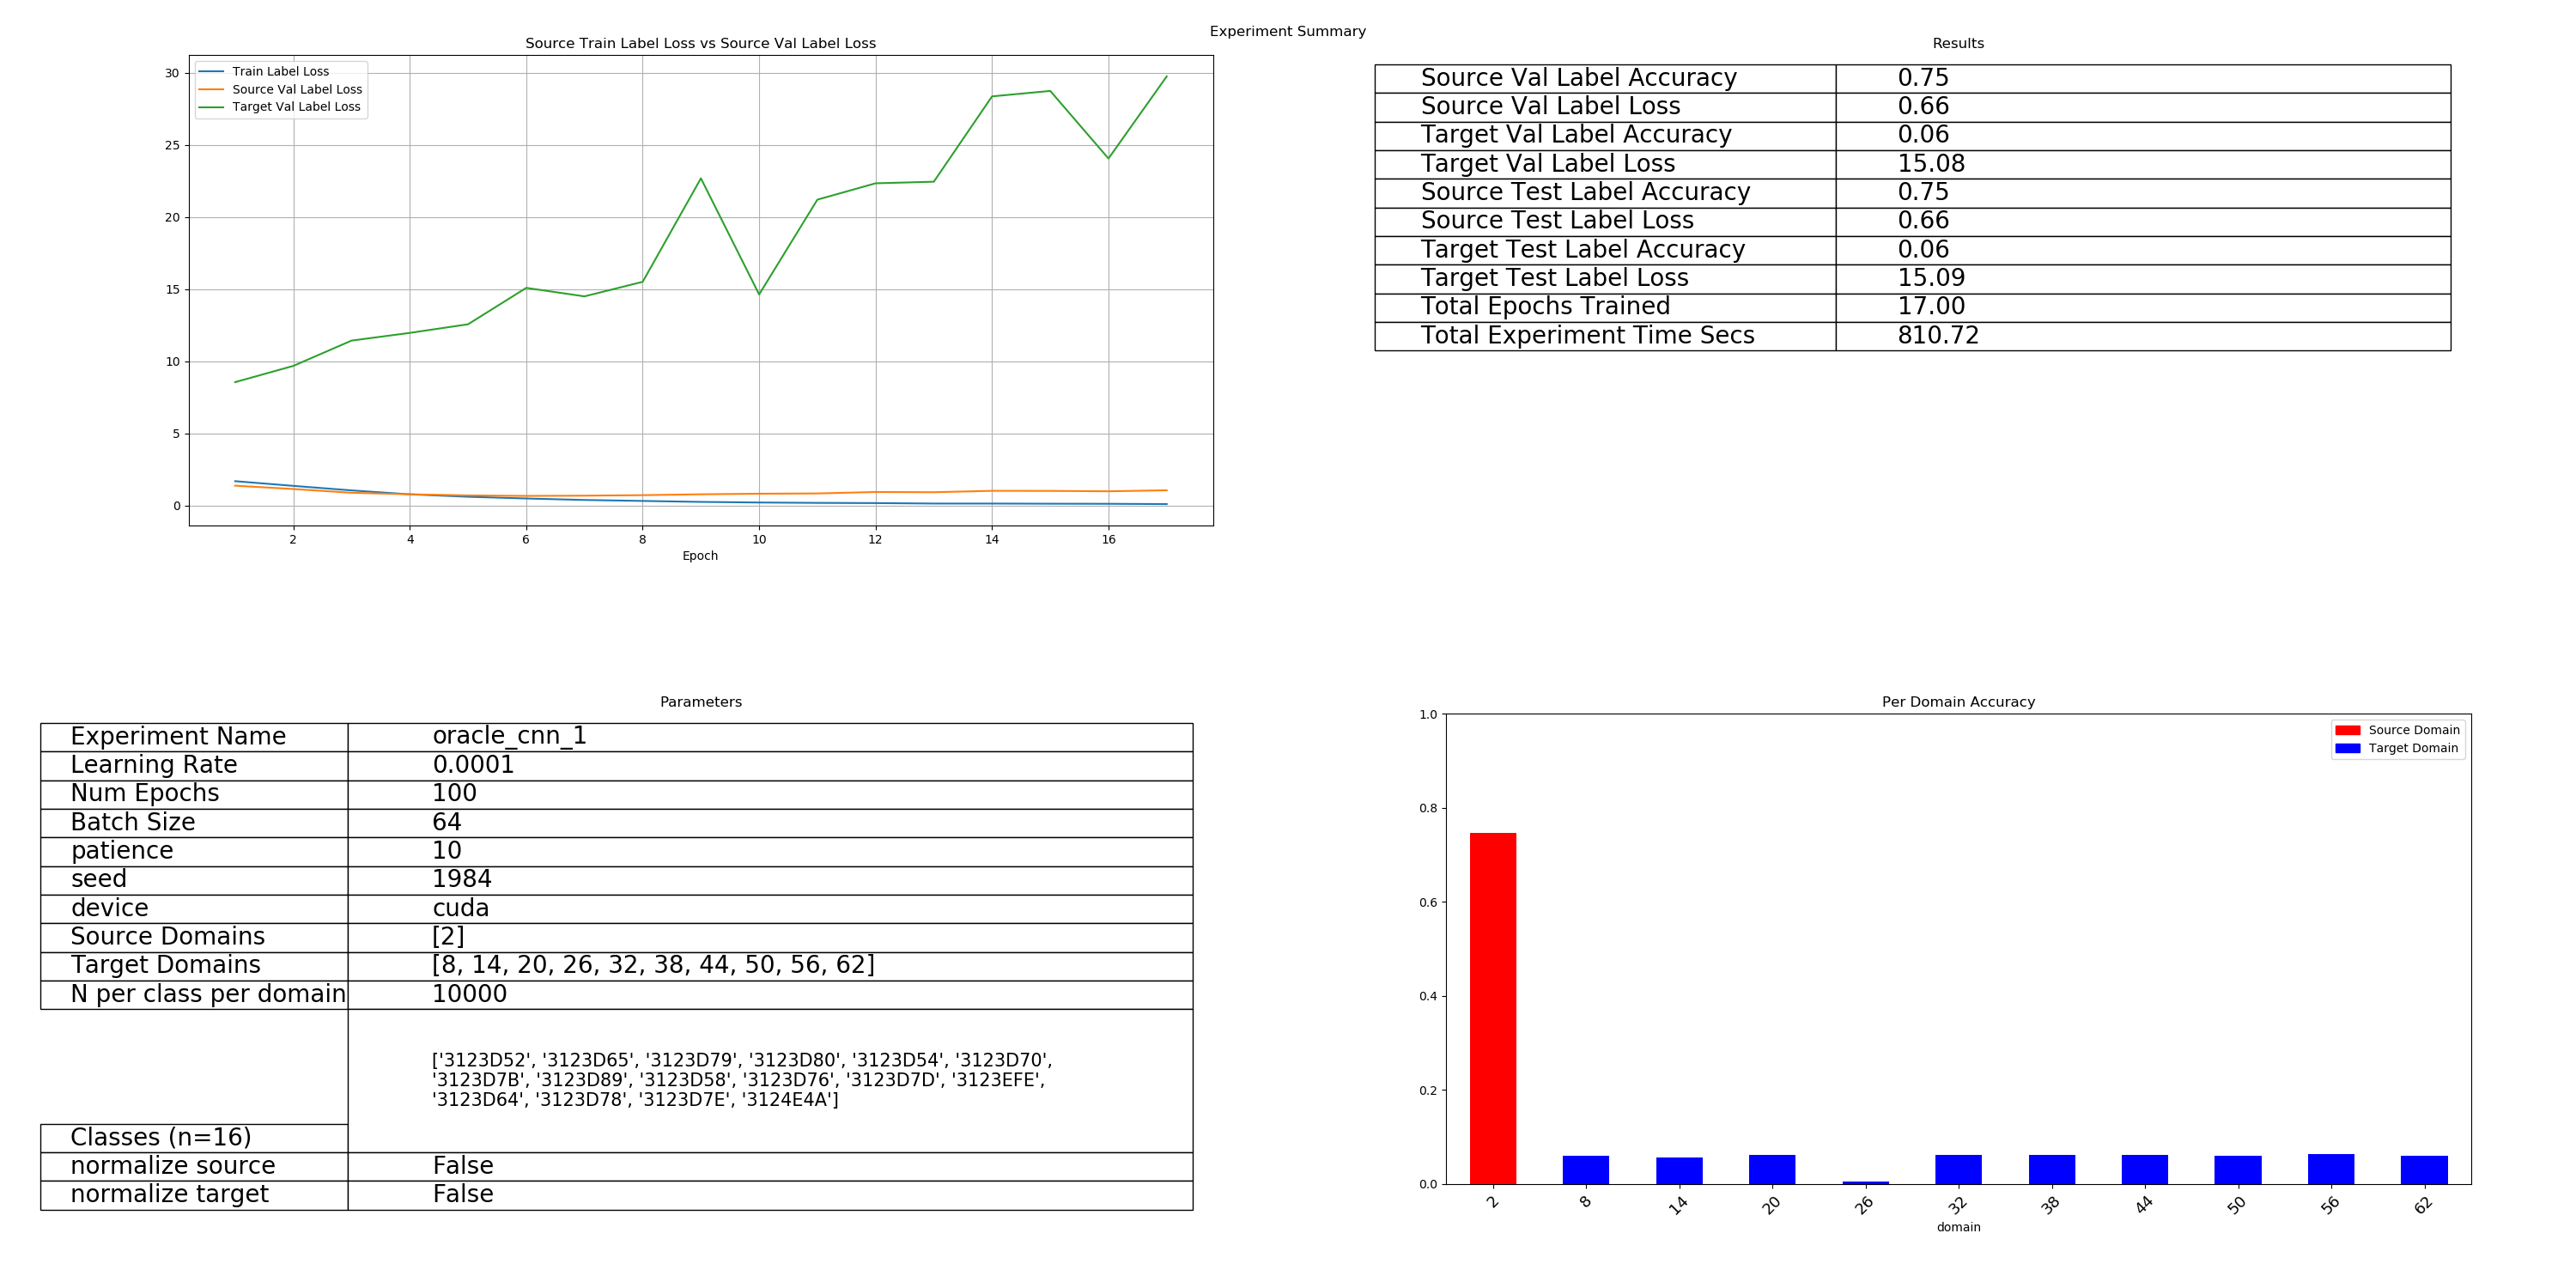 Experiment Summary
Source Train Label Loss vs Source Val Label Loss
Train Label Loss
Source Val Label Loss
Target Val Label Loss
30
25
20
15
10
5
0
2 4 6 8 10 12 14 16
Epoch
Results
Source Val Label Accuracy 0.75
Source Val Label Loss 0.66
Target Val Label Accuracy 0.06
Target Val Label Loss 15.08
Source Test Label Accuracy 0.75
Source Test Label Loss 0.66
Target Test Label Accuracy 0.06
Target Test Label Loss 15.09
Total Epochs Trained 17.00
Total Experiment Time Secs 810.72
Parameters
Experiment Name oracle_cnn_1
Learning Rate 0.0001
Num Epochs 100
Batch Size 64
patience 10
seed 1984
device cuda
Source Domains [2]
Target Domains [8, 14, 20, 26, 32, 38, 44, 50, 56, 62]
N per class per domain 10000
['3123D52', '3123D65', '3123D79', '3123D80', '3123D54', '3123D70',
'3123D7B', '3123D89', '3123D58', '3123D76', '3123D7D', '3123EFE',
'3123D64', '3123D78', '3123D7E', '3124E4A']
Classes (n=16)
normalize source False
normalize target False
Per Domain Accuracy
Source Domain
Target Domain
1.0
0.8
0.6
0.4
0.2
0.0
2 8 14 20 26 32 38 44 50 56 62
domain